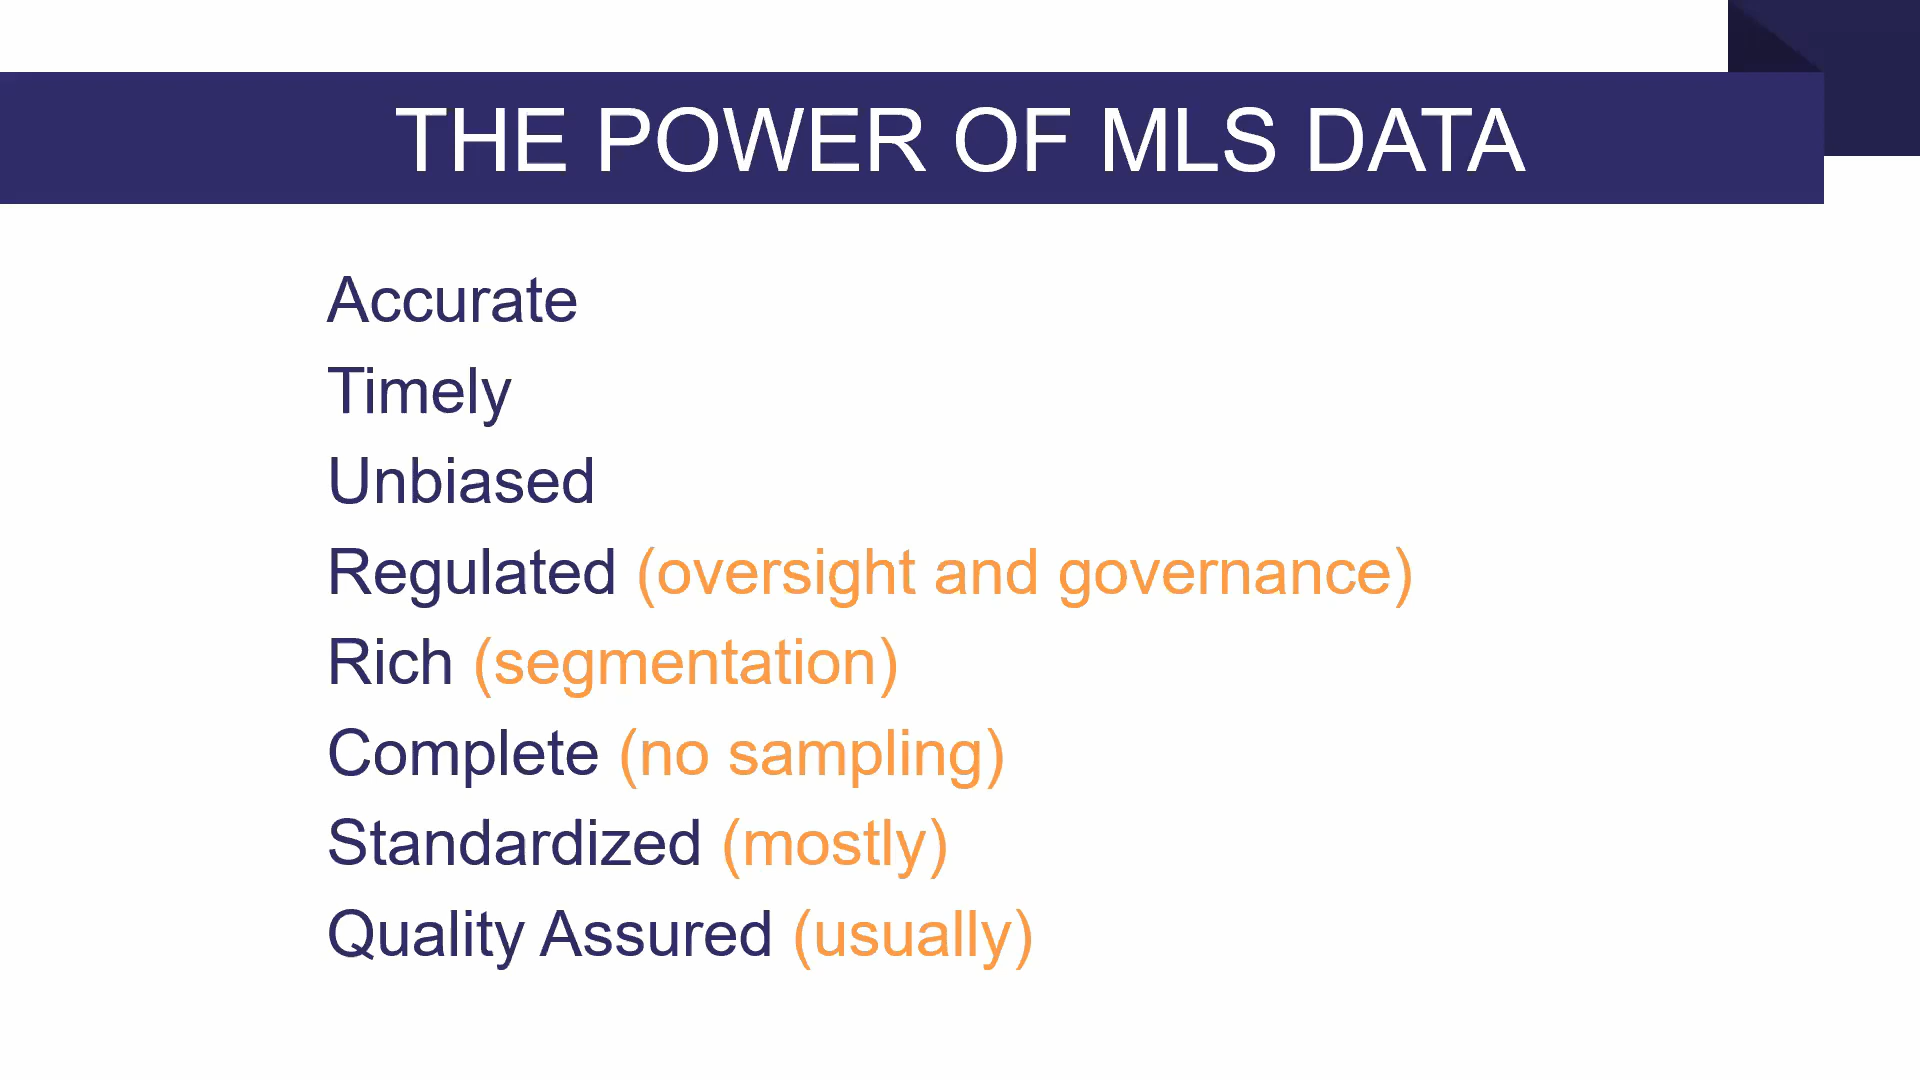 THE POWER OF MLS DATA
Accurate
Timely
Unbiased
Regulated (oversight and governance)
Rich (segmentation)
Complete (no sampling)
Standardized (mostly)
Quality Assured (usually)